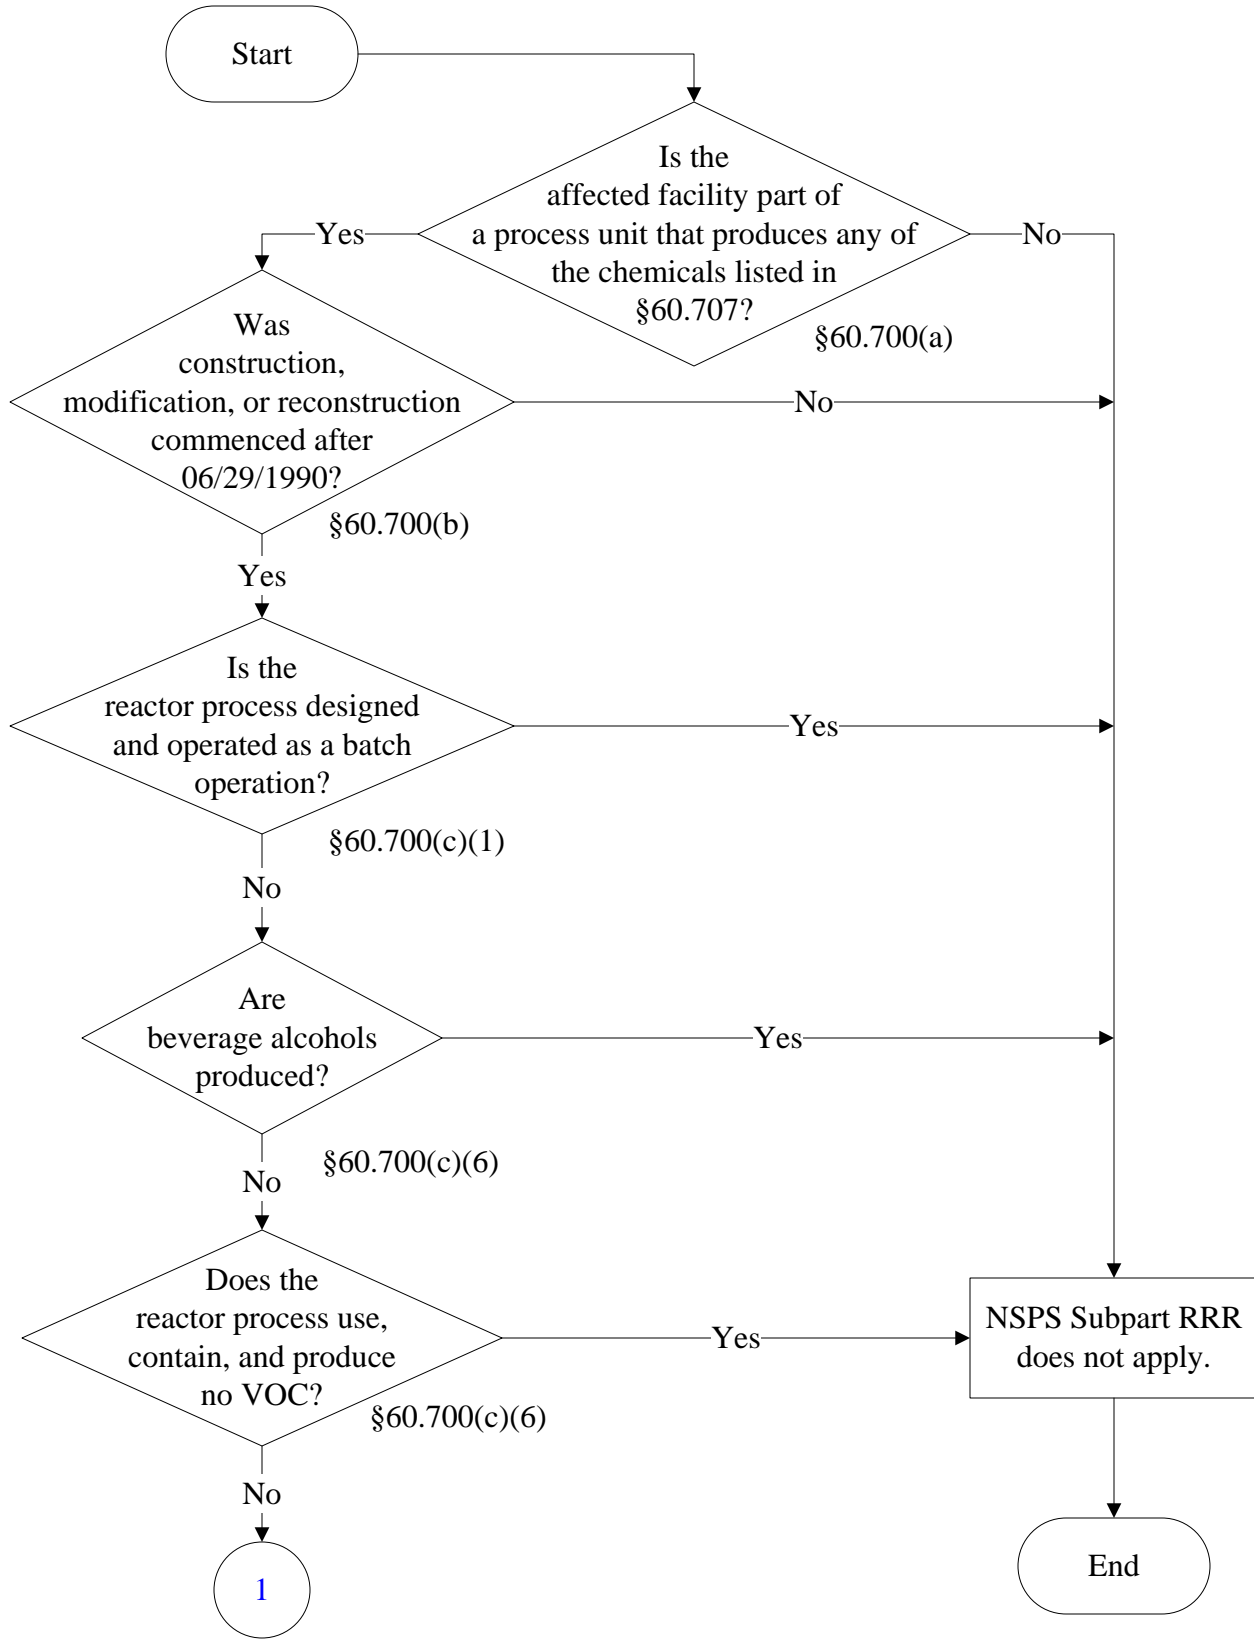 Start
Is the
affected facility part of
a process unit that produces any of
the chemicals listed in
§60.707?
§60.700(a)
Yes
No
Was
construction,
modification, or reconstruction
commenced after
06/29/1990?
§60.700(b)
No
Yes
Is the
reactor process designed
and operated as a batch
operation?
§60.700(c)(1)
Yes
No
Are
beverage alcohols
produced?
§60.700(c)(6)
Yes
No
Does the
reactor process use,
contain, and produce
no VOC?
§60.700(c)(6)
Yes
NSPS Subpart RRR
does not apply.
No
1
End